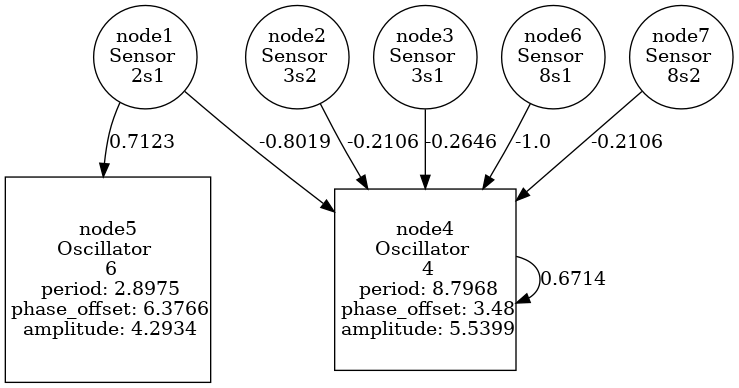 node1
Sensor
2s1
node2
Sensor
3s2
node3
Sensor
3s1
node6
Sensor
8s1
node7
Sensor
8s2
0.7123
-0.8019
-0.2106
-0.2646
-1.0
-0.2106
node5
Oscillator
6
period: 2.8975
phase_offset: 6.3766
amplitude: 4.2934
node4
Oscillator
4
period: 8.7968
phase_offset: 3.48
amplitude: 5.5399
0.6714